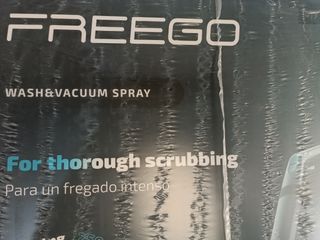 FREEGO
WASH&VACUUM SPRAY
For thorough scrubbing
Para un fregado intenso